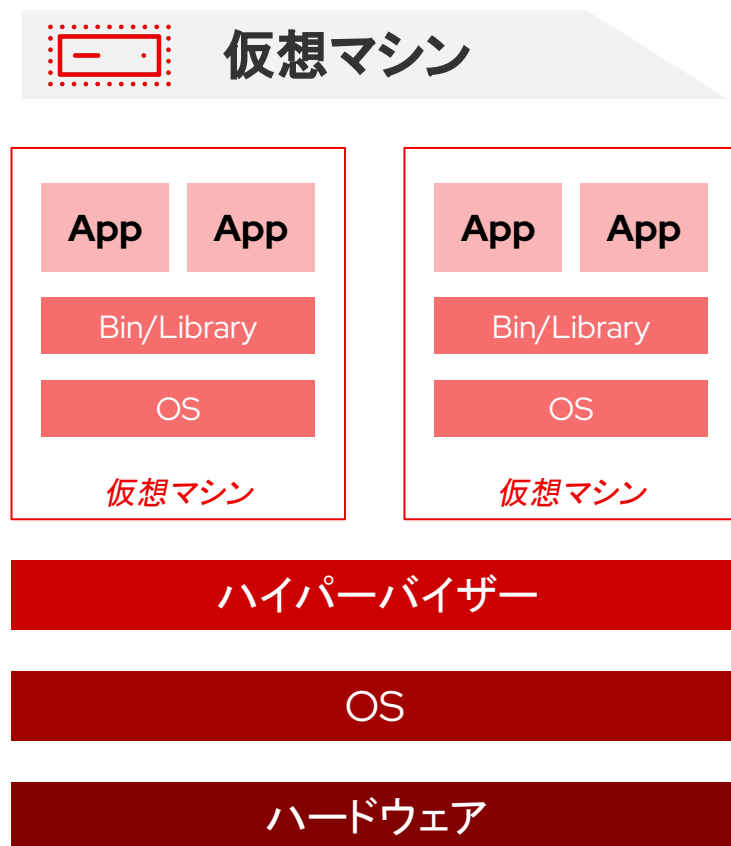 仮想マシン
App App App App
Bin/Library Bin/Library
OS OS
仮想マシン 仮想マシン
ハイパーバイザー
OS
ハードウェア